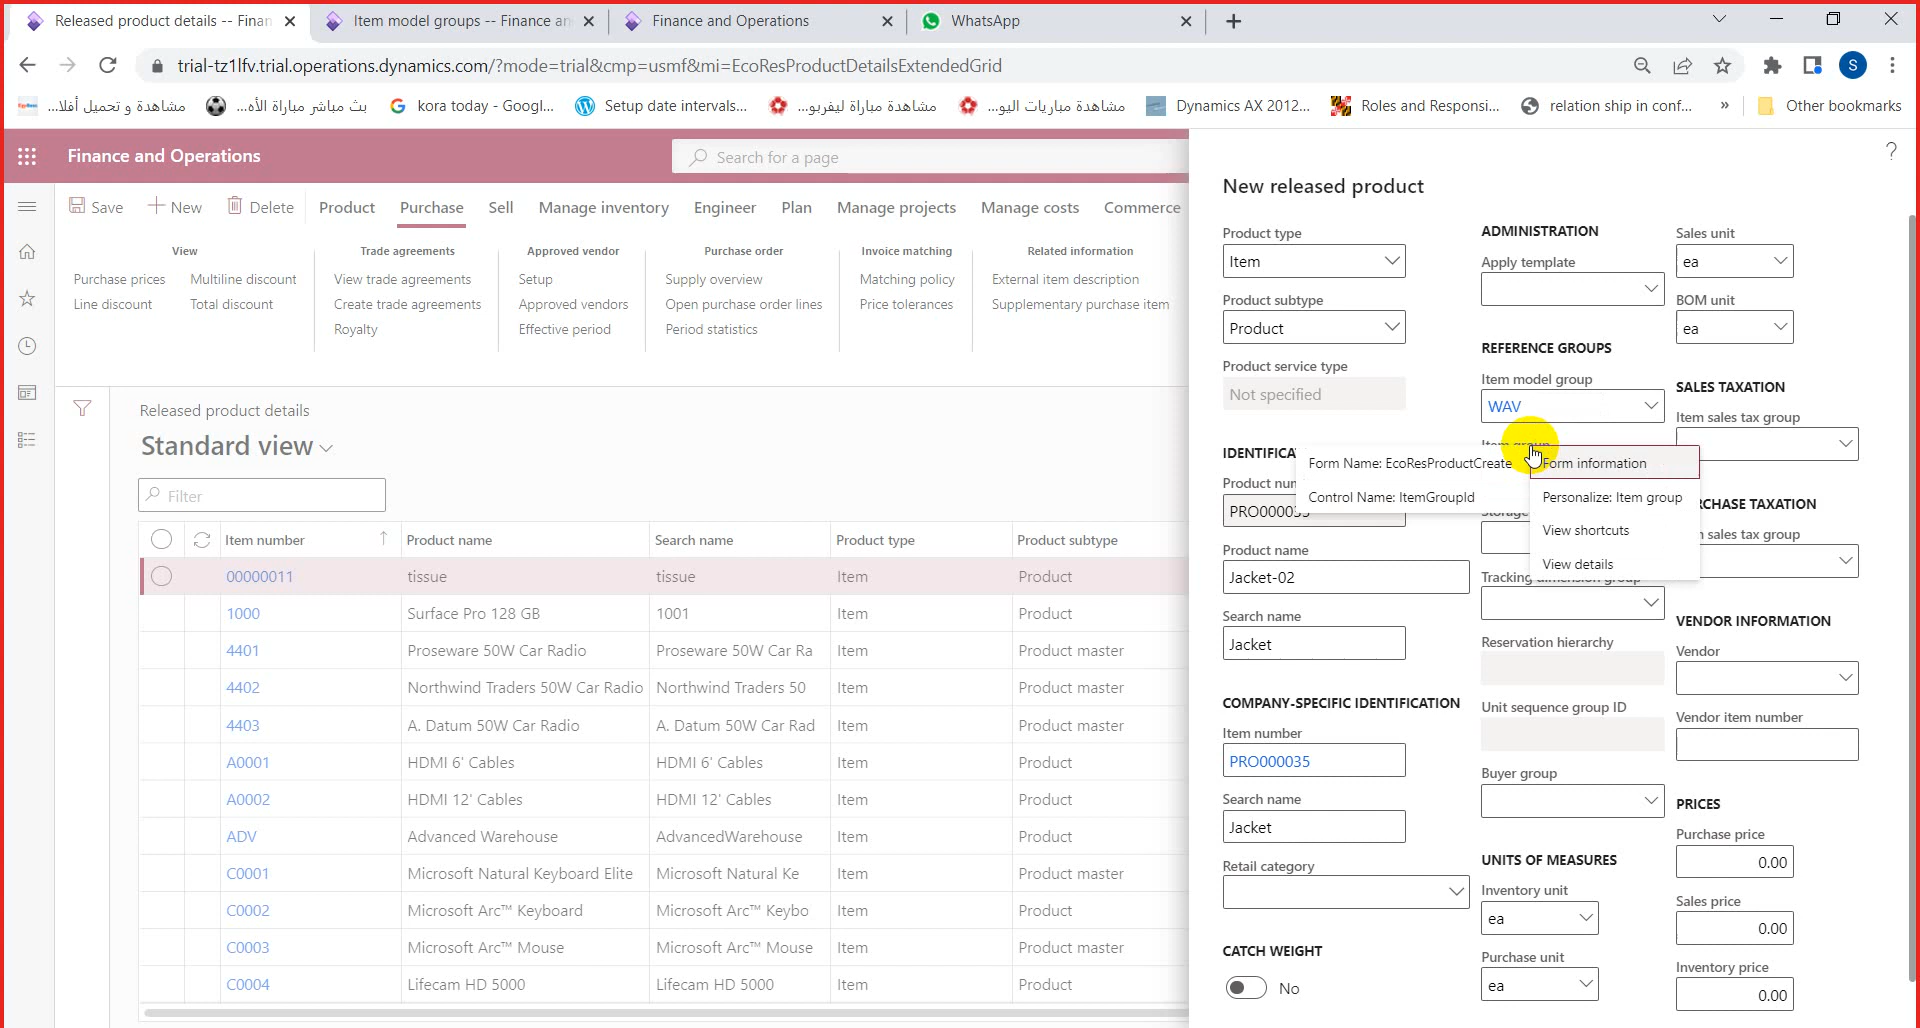 Released product details -- Finan
Item model groups -- Finance an
Finance and Operations
WhatsApp
trial-tz1lfv.trial.operations.dynamics.com/?mode=trial&cmp=usmf&mi=EcoResProductDetailsExtendedGrid
S
مشاهدة و تحميل أفلا...
بث مباشر مباراة الأه...
kora today - Googl...
Setup date intervals...
مشاهدة مباراة ليفربو...
مشاهدة مباريات اليو...
Dynamics AX 2012...
Roles and Responsi...
relation ship in conf...
»
Other bookmarks
Finance and Operations
Search for a page
?
Save
New
Delete
Product
Purchase
Sell
Manage inventory
Engineer
Plan
Manage projects
Manage costs
Commerce
View
Purchase prices
Multiline discount
Line discount
Total discount
Trade agreements
View trade agreements
Create trade agreements
Royalty
Approved vendor
Setup
Approved vendors
Effective period
Purchase order
Supply overview
Open purchase order lines
Period statistics
Invoice matching
Matching policy
Price tolerances
Related information
External item description
Supplementary purchase item
Released product details
Standard view
Filter
Item number Product name Search name Product type Product subtype
00000011 tissue tissue Item Product
1000 Surface Pro 128 GB 1001 Item Product
4401 Proseware 50W Car Radio Proseware 50W Car Ra Item Product master
4402 Northwind Traders 50W Car Radio Northwind Traders 50 Item Product master
4403 A. Datum 50W Car Radio A. Datum 50W Car Rad Item Product master
A0001 HDMI 6' Cables HDMI 6' Cables Item Product
A0002 HDMI 12' Cables HDMI 12' Cables Item Product
ADV Advanced Warehouse AdvancedWarehouse Item Product
C0001 Microsoft Natural Keyboard Elite Microsoft Natural Ke Item Product master
C0002 Microsoft Arc™ Keyboard Microsoft Arc™ Keybo Item Product
C0003 Microsoft Arc™ Mouse Microsoft Arc™ Mouse Item Product master
C0004 Lifecam HD 5000 Lifecam HD 5000 Item Product
New released product
Product type
Item
Product subtype
Product
Product service type
Not specified
IDENTIFICA
Product nun
PRO000035
Product name
Jacket-02
Search name
Jacket
COMPANY-SPECIFIC IDENTIFICATION
Item number
PRO000035
Search name
Jacket
Retail category
CATCH WEIGHT
No
ADMINISTRATION
Apply template
REFERENCE GROUPS
Item model group
WAV
Item group
Form Name: EcoResProductCreate
Control Name: ItemGroupId
Form information
Personalize: Item group
View shortcuts
View details
Storage
Tracking dimension group
Reservation hierarchy
Unit sequence group ID
Buyer group
UNITS OF MEASURES
Inventory unit
ea
Purchase unit
ea
Sales unit
ea
BOM unit
ea
SALES TAXATION
Item sales tax group
RCHASE TAXATION
n sales tax group
VENDOR INFORMATION
Vendor
Vendor item number
PRICES
Purchase price
0.00
Sales price
0.00
Inventory price
0.00